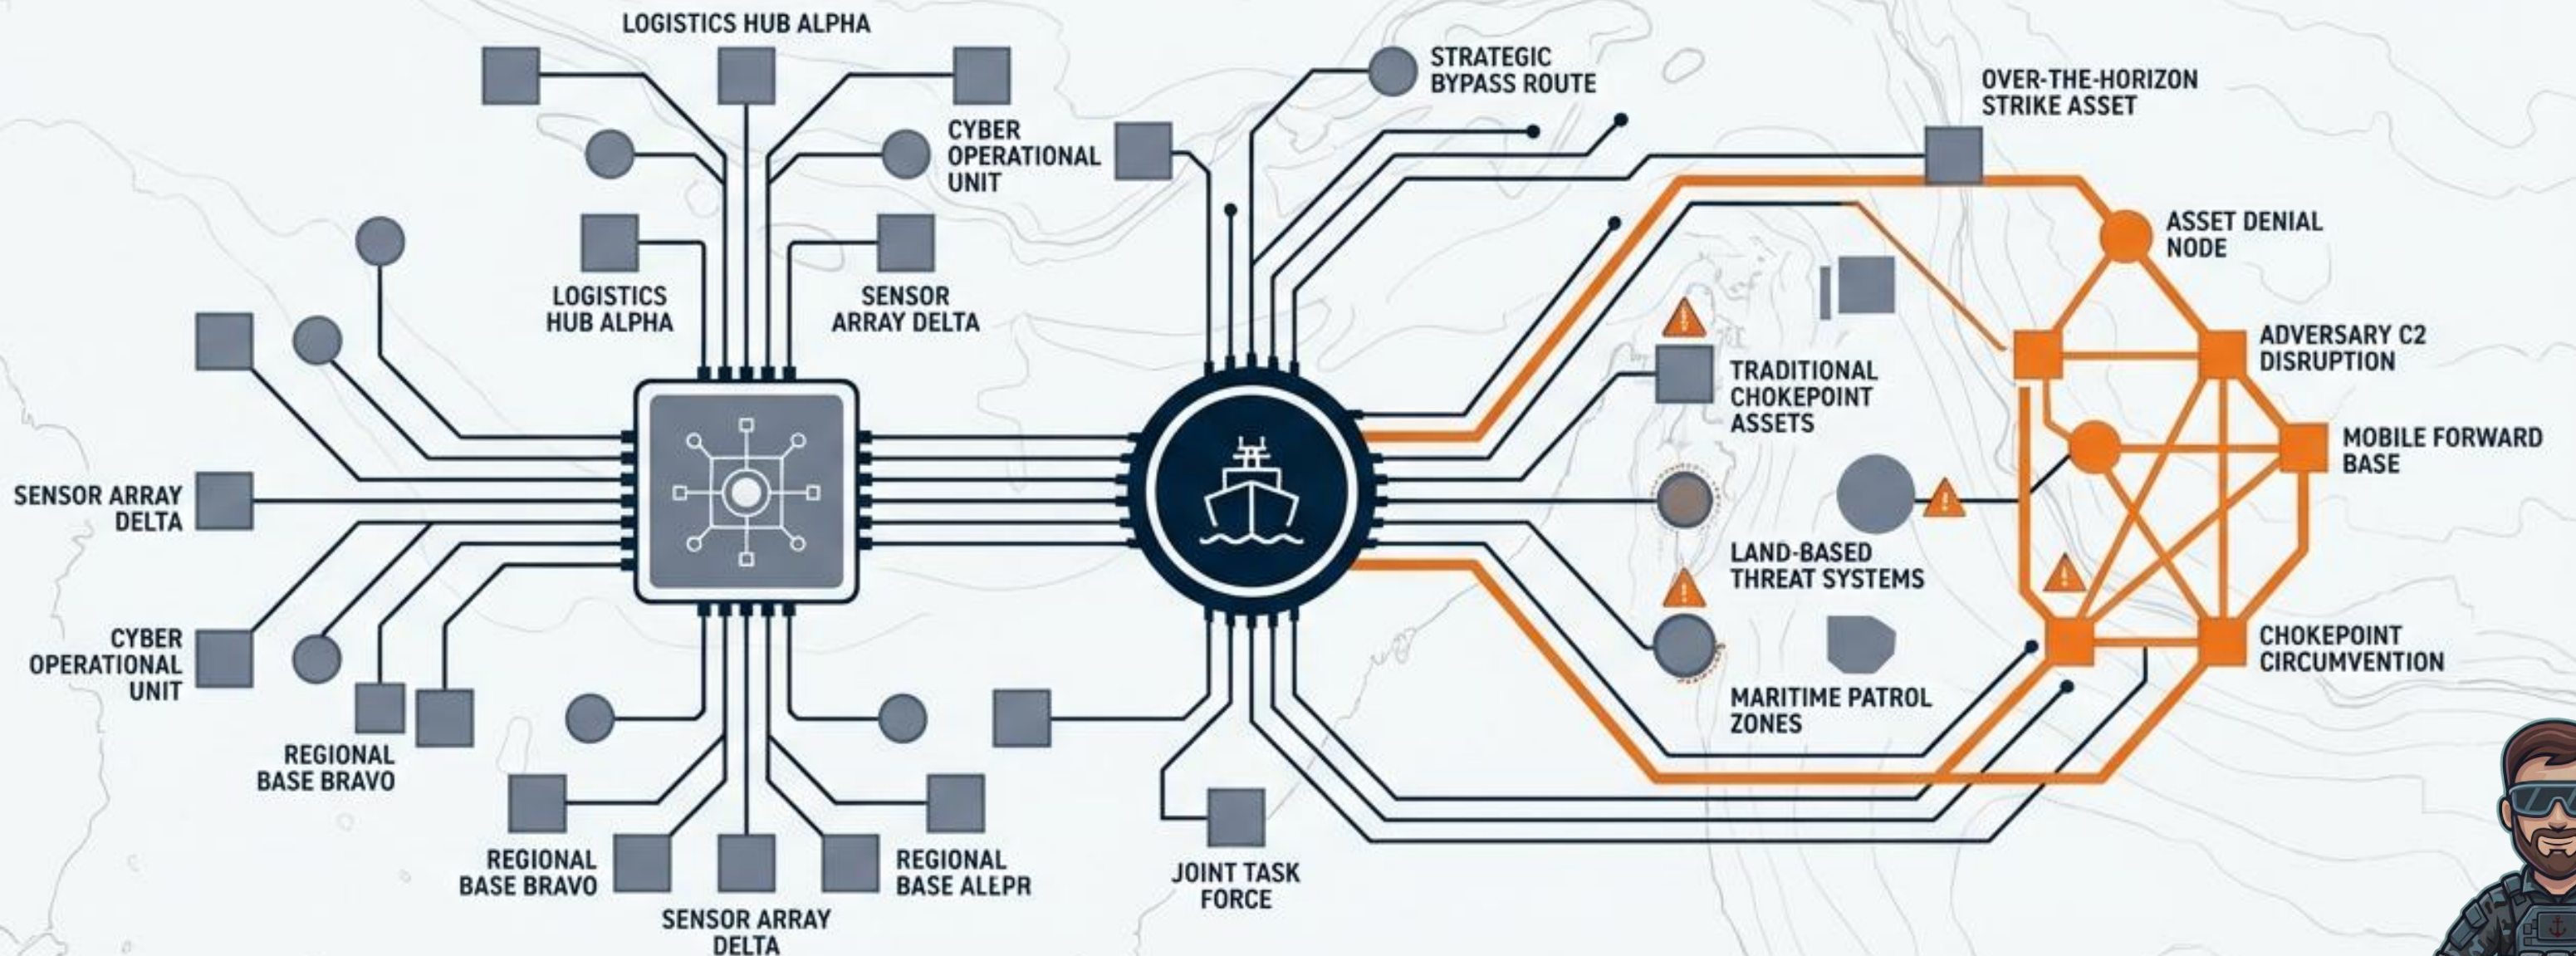 LOGISTICS HUB ALPHA
CYBER
OPERATIONAL
UNIT
LOGISTICS
HUB ALPHA
SENSOR
ARRAY DELTA
SENSOR ARRAY
DELTA
CYBER
OPERATIONAL
UNIT
REGIONAL
BASE BRAVO
REGIONAL
BASE BRAVO
SENSOR ARRAY
DELTA
REGIONAL
BASE ALEPR
STRATEGIC
BYPASS ROUTE
JOINT TASK
FORCE
OVER-THE-HORIZON
STRIKE ASSET
TRADITIONAL
CHOKEPOINT
ASSETS
LAND-BASED
THREAT SYSTEMS
MARITIME PATROL
ZONES
ASSET DENIAL
NODE
ADVERSARY C2
DISRUPTION
MOBILE FORWARD
BASE
CHOKEPOINT
CIRCUMVENTION